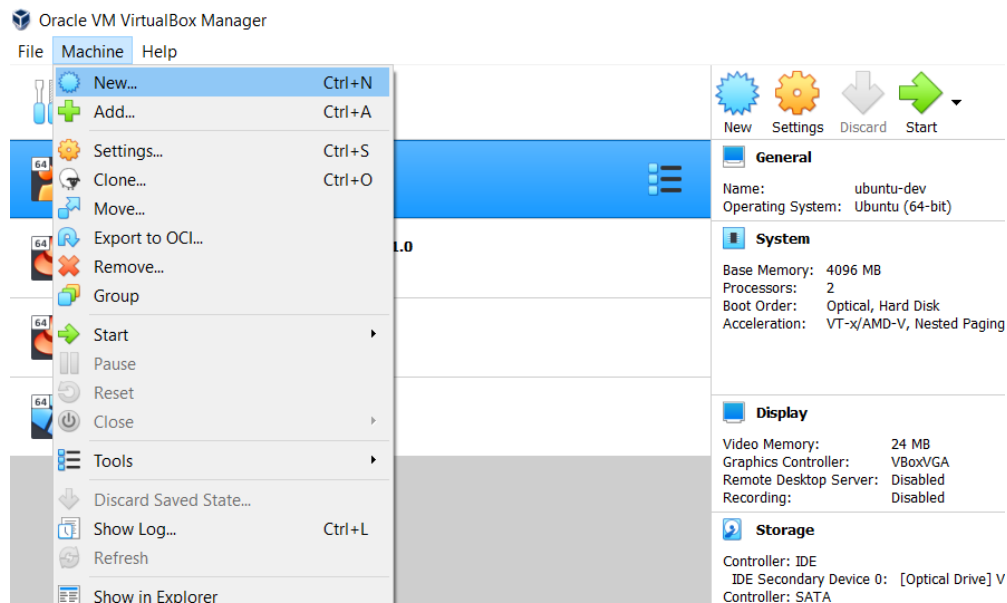 Oracle VM VirtualBox Manager
File Machine Help
New... Ctrl+N
Add... Ctrl+A
Settings... Ctrl+S
Clone... Ctrl+O
Move...
Export to OCI...
Remove...
Group
Start
Pause
Reset
Close
Tools
Discard Saved State...
Show Log... Ctrl+L
Refresh
Show in Explorer
64
64
1.0
64
64
New Settings Discard Start
General
Name: ubuntu-dev
Operating System: Ubuntu (64-bit)
System
Base Memory: 4096 MB
Processors: 2
Boot Order: Optical, Hard Disk
Acceleration: VT-x/AMD-V, Nested Paging
Display
Video Memory: 24 MB
Graphics Controller: VBoxVGA
Remote Desktop Server: Disabled
Recording: Disabled
Storage
Controller: IDE
IDE Secondary Device 0: [Optical Drive] V
Controller: SATA